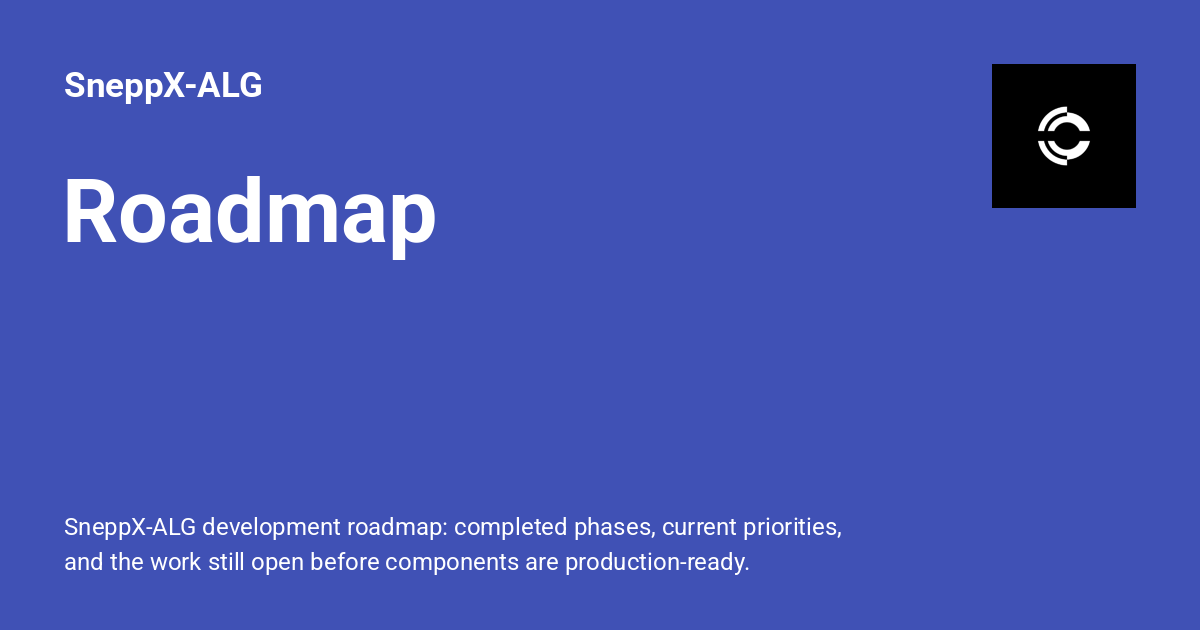 SneppX-ALG
Roadmap
SneppX-ALG development roadmap: completed phases, current priorities,
and the work still open before components are production-ready.